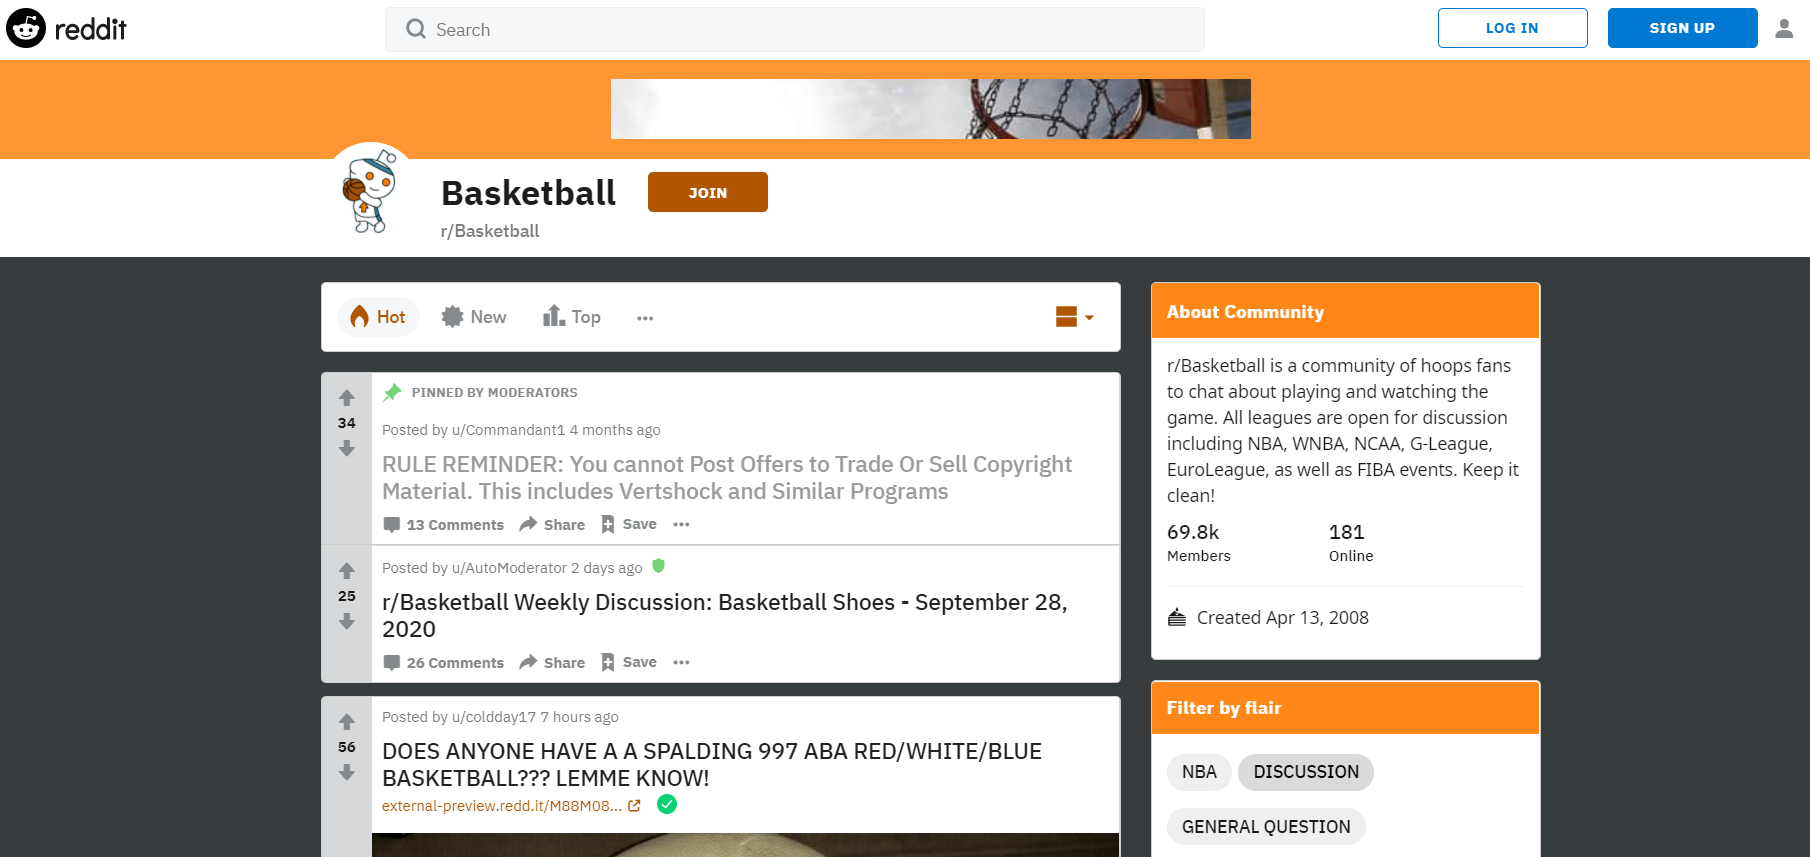 reddit
Search
LOG IN
SIGN UP
Basketball
JOIN
r/Basketball
Hot
New
Top
PINNED BY MODERATORS
34
Posted by u/Commandant1 4 months ago
RULE REMINDER: You cannot Post Offers to Trade Or Sell Copyright
Material. This includes Vertshock and Similar Programs
13 Comments
Share
Save
Posted by u/AutoModerator 2 days ago
25
r/Basketball Weekly Discussion: Basketball Shoes - September 28,
2020
26 Comments
Share
Save
Posted by u/coldday17 7 hours ago
56
DOES ANYONE HAVE A A SPALDING 997 ABA RED/WHITE/BLUE
BASKETBALL??? LEMME KNOW!
external-preview.redd.it/M88M08...
About Community
r/Basketball is a community of hoops fans
to chat about playing and watching the
game. All leagues are open for discussion
including NBA, WNBA, NCAA, G-League,
EuroLeague, as well as FIBA events. Keep it
clean!
69.8k
Members
181
Online
Created Apr 13, 2008
Filter by flair
NBA
DISCUSSION
GENERAL QUESTION